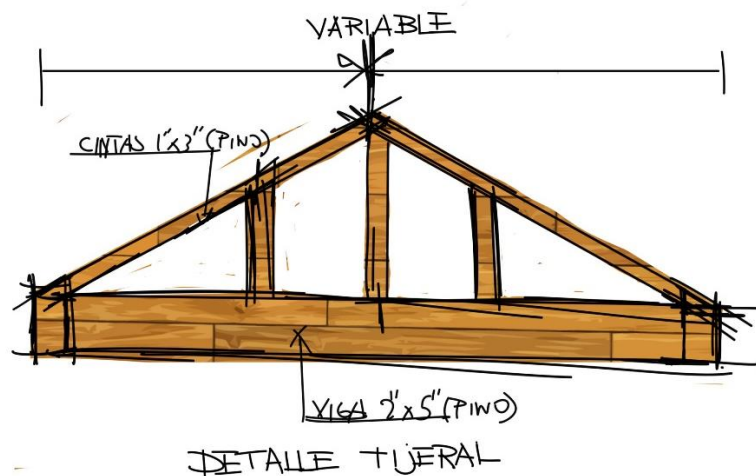 VARIABLE
CINTAS 1"x3" (PINO)
VIGA 2"x5" (PINO)
DETALLE TIJERAL